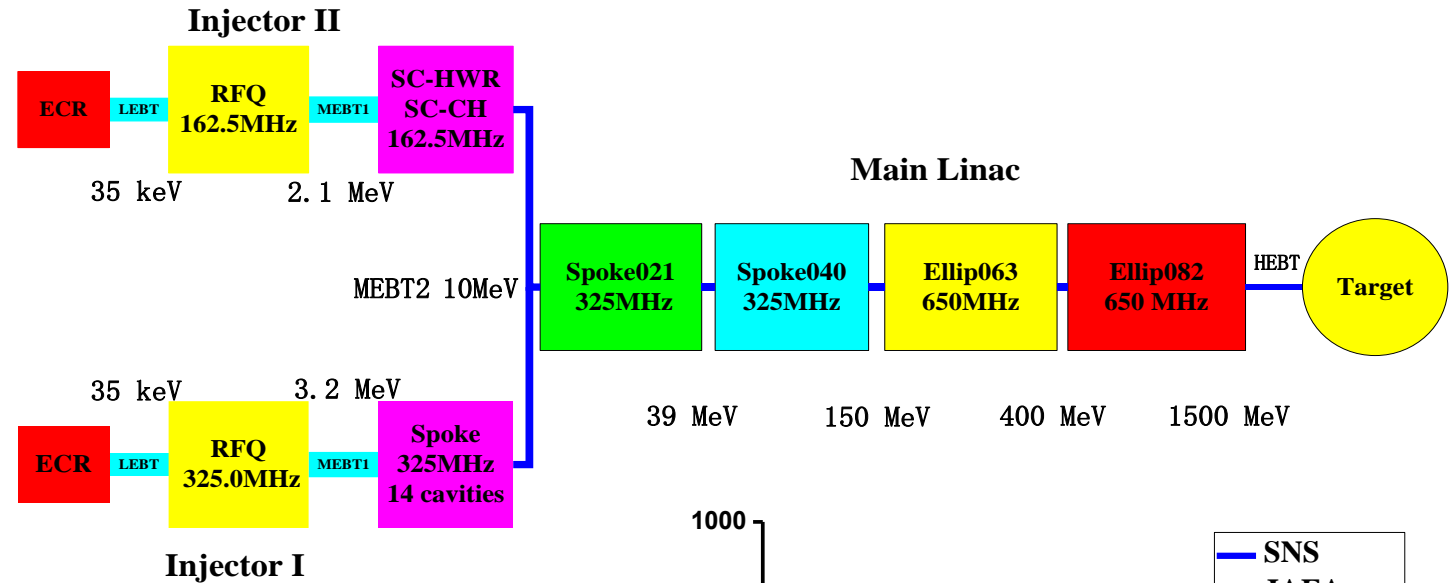 Injector II
ECR
LEBT
RFQ
162.5MHz
MEBT1
SC-HWR
SC-CH
162.5MHz
35 keV
2.1 MeV
Main Linac
MEBT2 10MeV
Spoke021
325MHz
Spoke040
325MHz
Ellip063
650MHz
Ellip082
650 MHz
HEBT
Target
35 keV
3.2 MeV
39 MeV
150 MeV
400 MeV
1500 MeV
ECR
LEBT
RFQ
325.0MHz
MEBT1
Spoke
325MHz
14 cavities
Injector I
1000
SNS